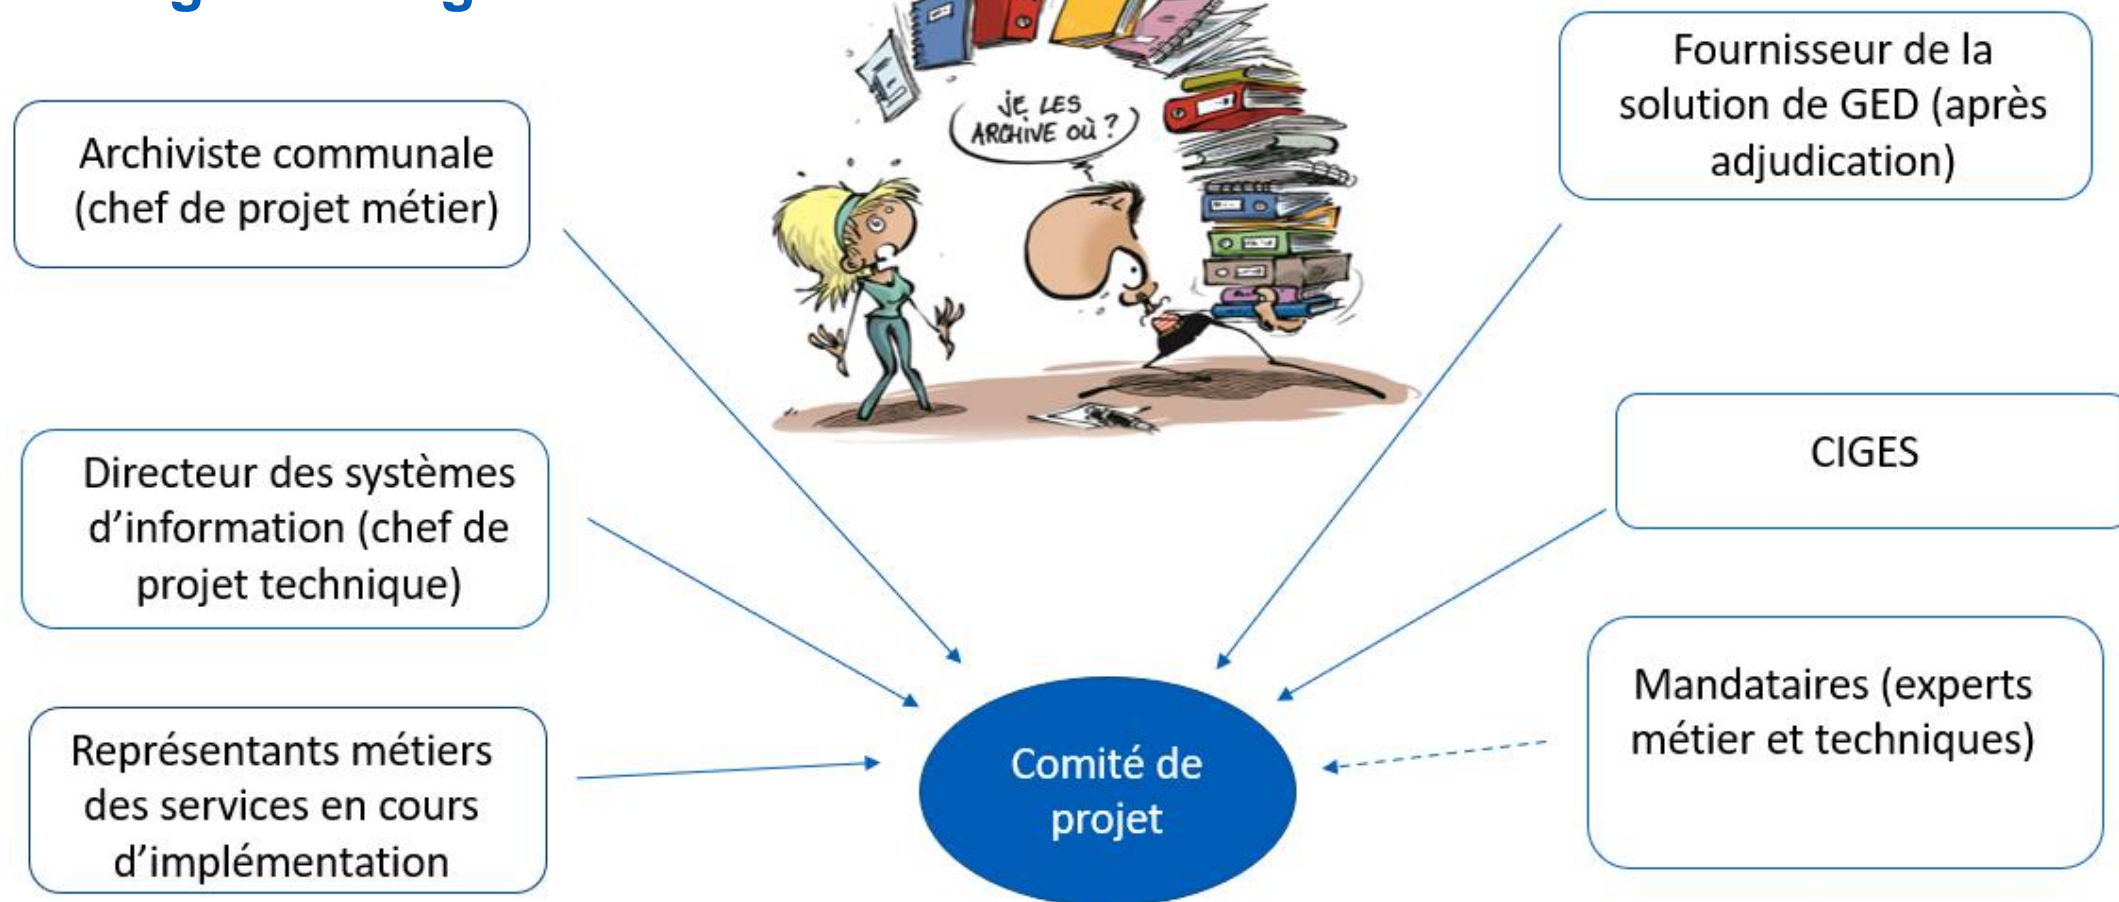 JE LES
ARCHIVE OÙ ?
Archiviste communale
(chef de projet métier)
Directeur des systèmes
d’information (chef de
projet technique)
Représentants métiers
des services en cours
d’implémentation
Fournisseur de la
solution de GED (après
adjudication)
CIGES
Mandataires (experts
métier et techniques)
Comité de
projet